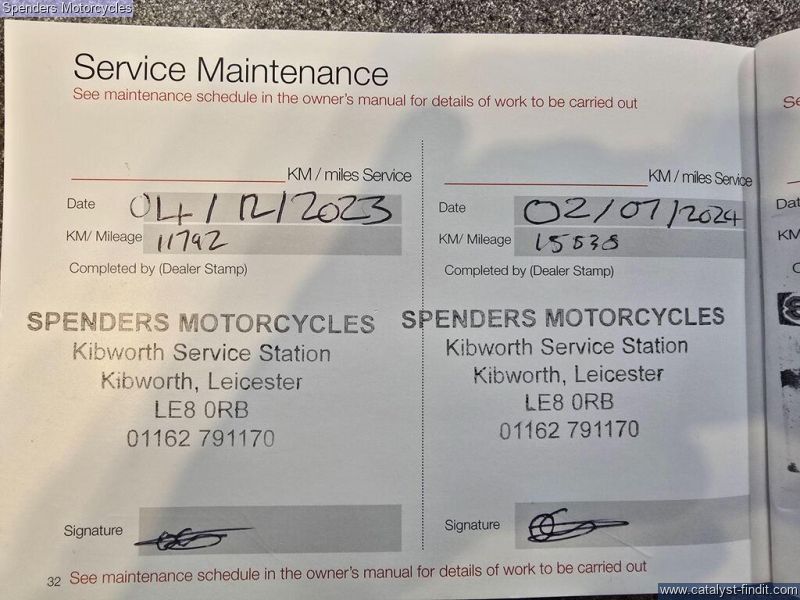 Spenders Motorcycles
Service Maintenance
See maintenance schedule in the owner's manual for details of work to be carried out
KM / miles Service
Date 04/12/2023
KM/ Mileage 11792
Completed by (Dealer Stamp)
SPENDERS MOTORCYCLES
Kibworth Service Station
Kibworth, Leicester
LE8 0RB
01162 791170
Signature
KM / miles Service
Date 02/07/2024
KM/ Mileage 15538
Completed by (Dealer Stamp)
SPENDERS MOTORCYCLES
Kibworth Service Station
Kibworth, Leicester
LE8 0RB
01162 791170
Signature
32 See maintenance schedule in the owner's manual for details of work to be carried out
www.catalyst-findit.com